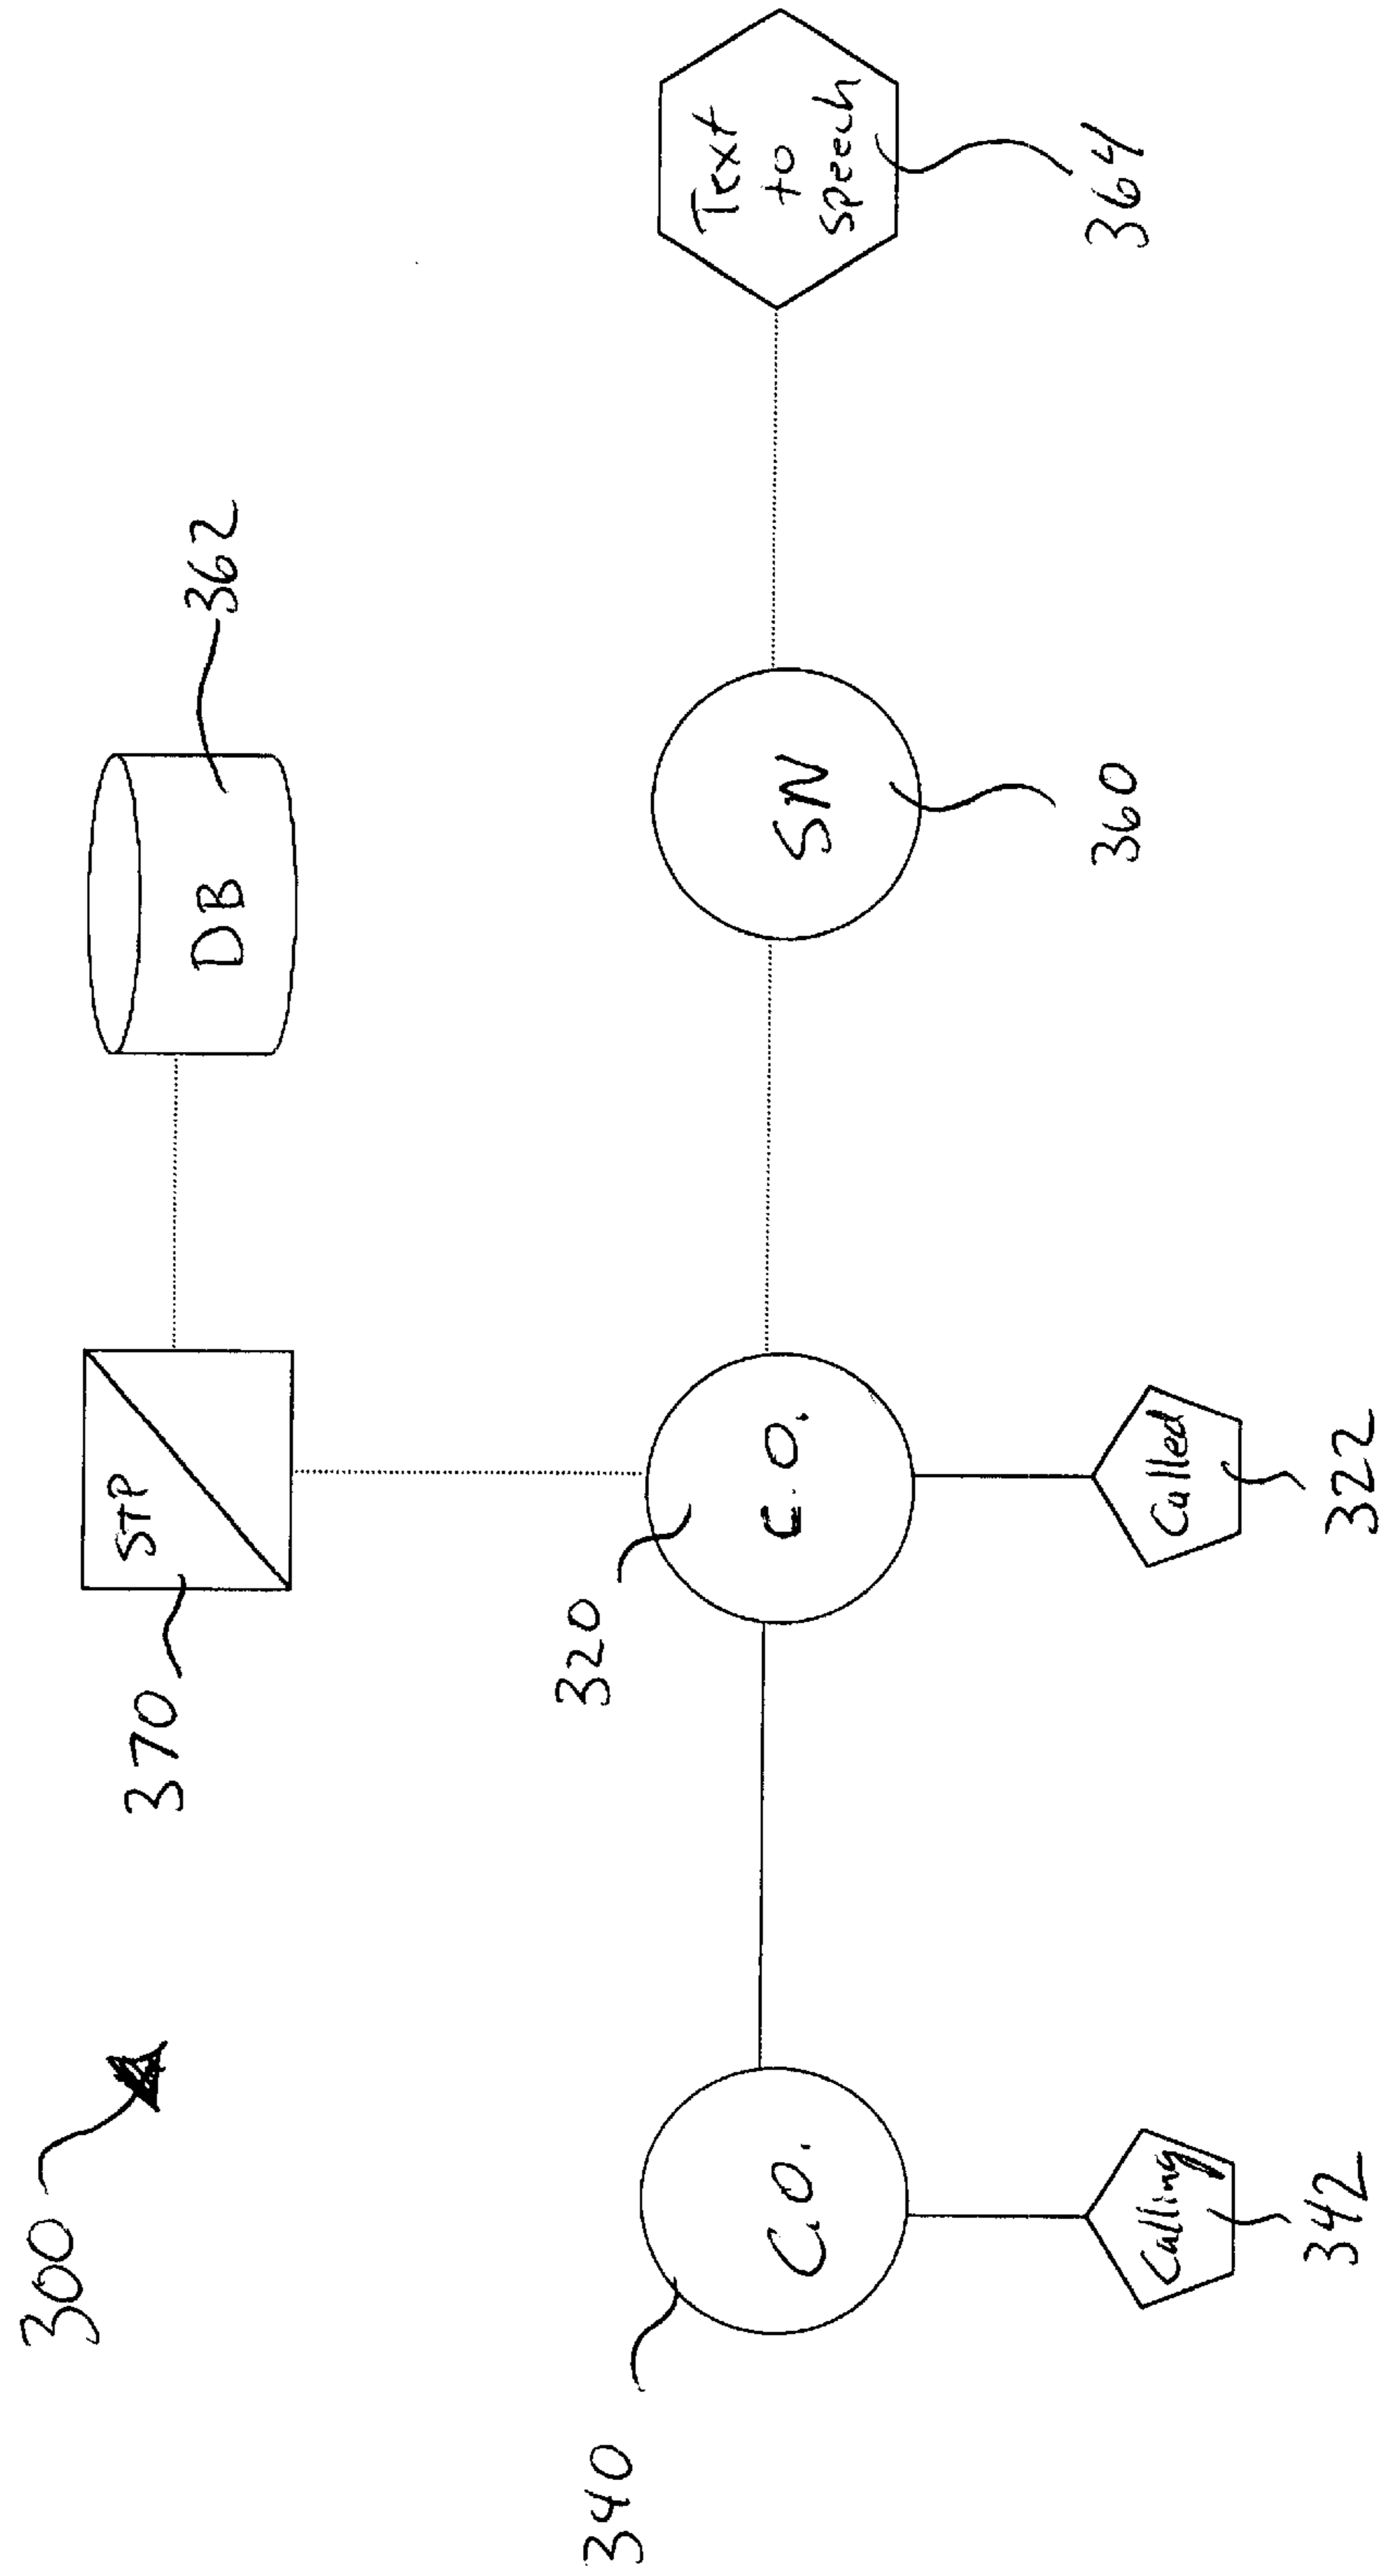 300
370
STP
DB
362
340
C.O.
320
C.O.
SN
360
Text
to
Speech
364
Calling
342
Called
322